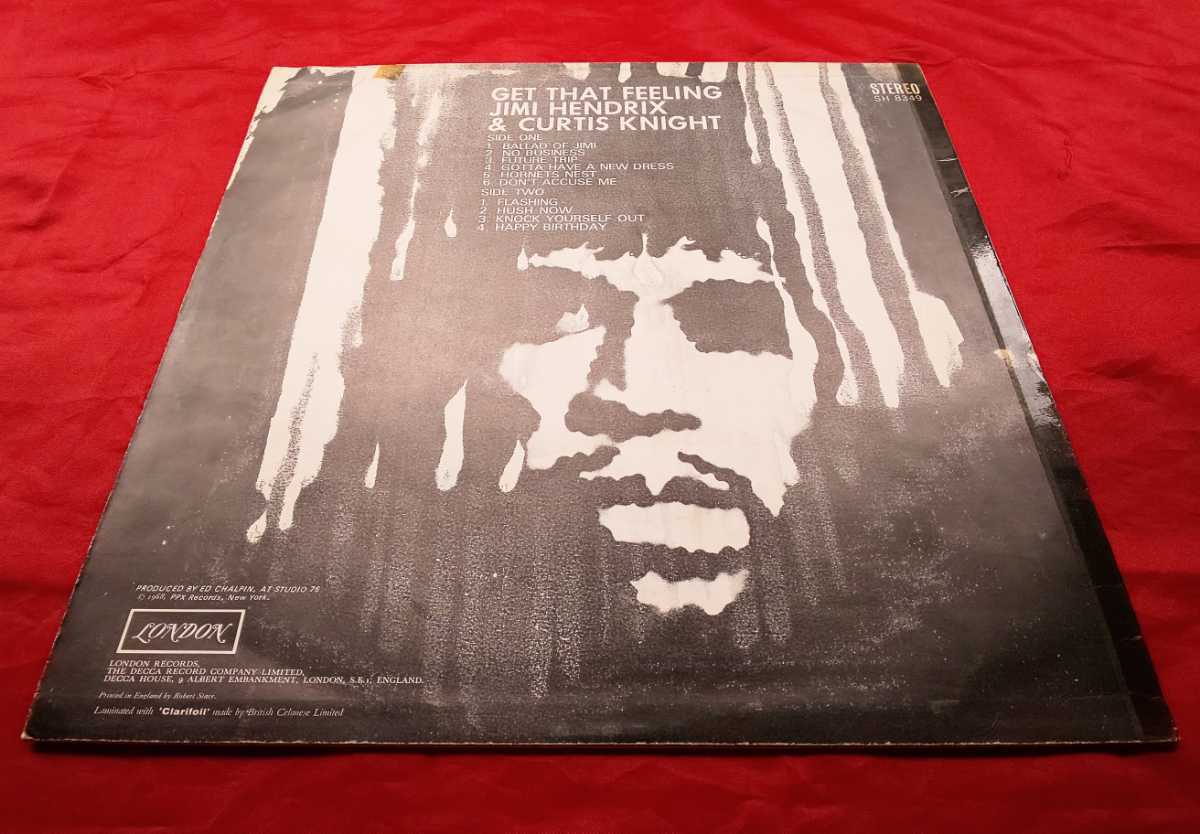 GET THAT FEELING
JIMI HENDRIX
& CURTIS KNIGHT
STEREO
SH 8349
SIDE ONE
1. BALLAD OF JIMI
2. NO BUSINESS
3. FUTURE TRIP
4. GOTTA HAVE A NEW DRESS
5. HORNETS NEST
6. DON'T ACCUSE ME
SIDE TWO
1. FLASHING
2. HUSH NOW
3. KNOCK YOURSELF OUT
4. HAPPY BIRTHDAY
PRODUCED BY ED CHALPIN, AT STUDIO 76
© 1968, PPX Records, New York.
LONDON
LONDON RECORDS,
THE DECCA RECORD COMPANY LIMITED,
DECCA HOUSE, 9 ALBERT EMBANKMENT, LONDON, S.E.1, ENGLAND.
Printed in England by Robert Stace.
Laminated with 'Clarifoil' made by British Celanese Limited